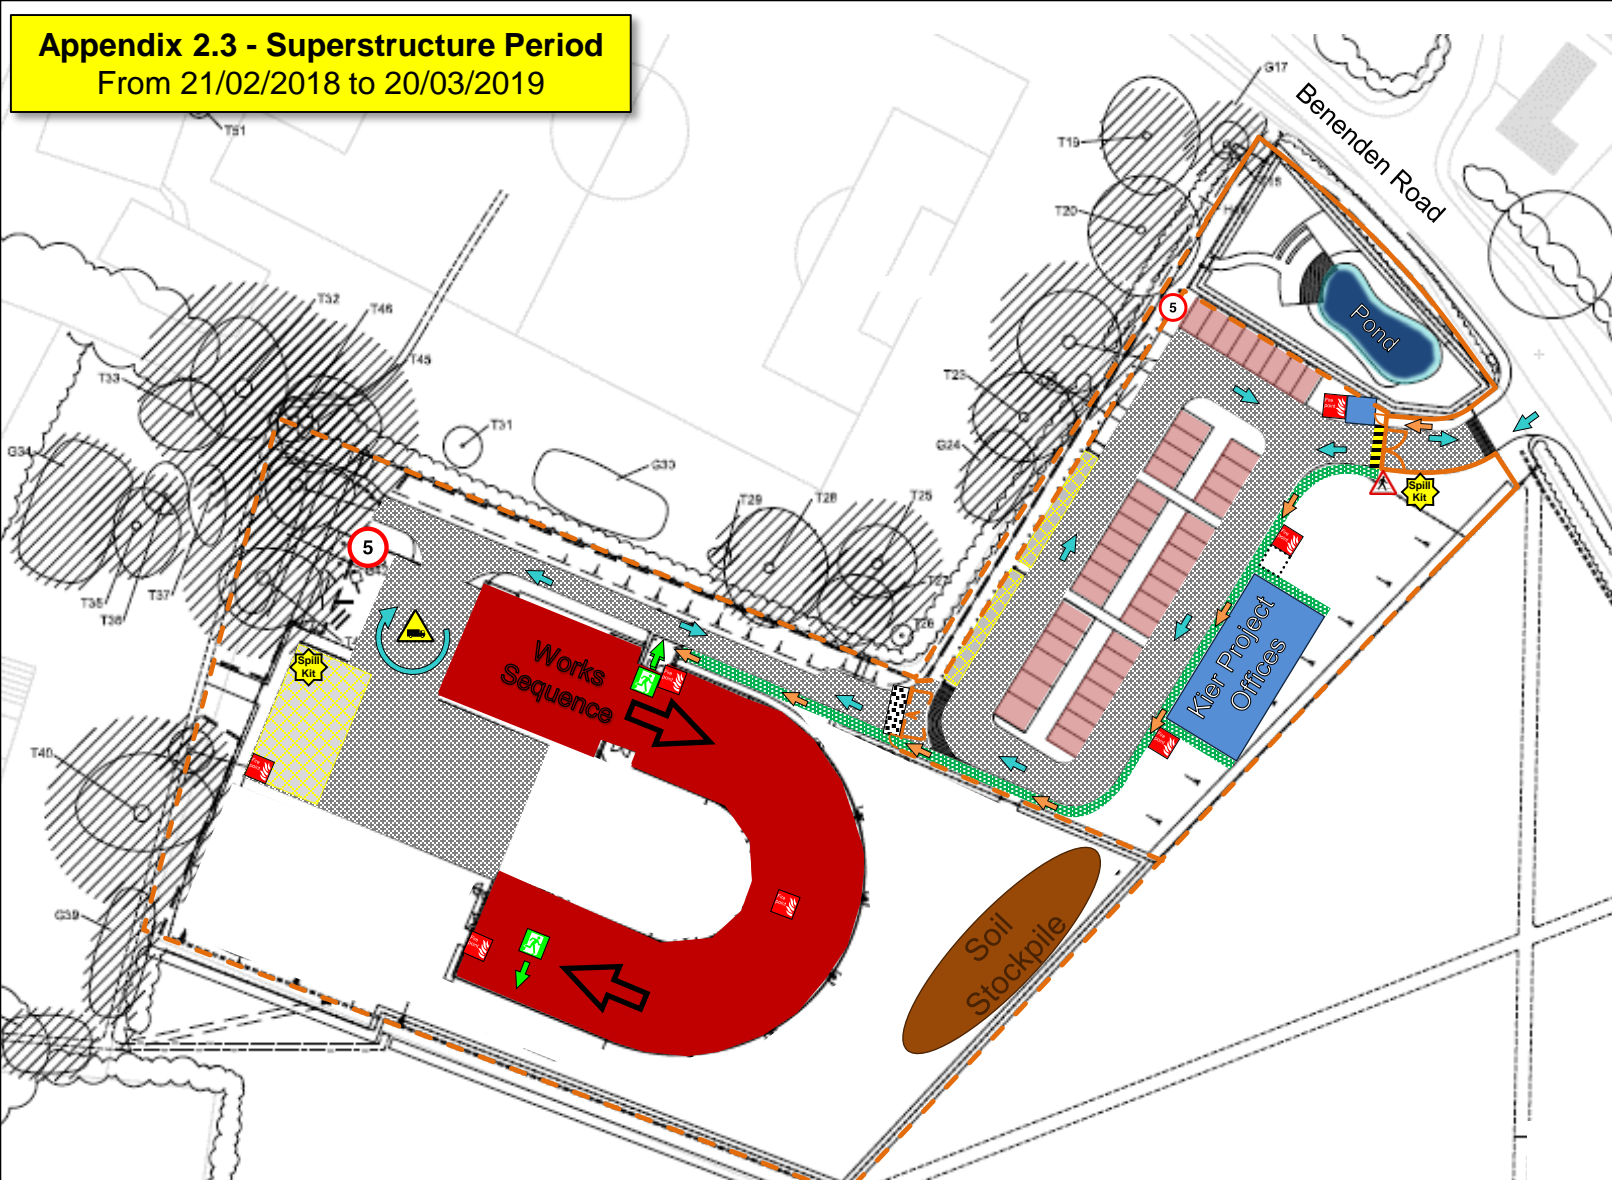 Appendix 2.3 - Superstructure Period
From 21/02/2018 to 20/03/2019
G17
Benenden Road
T51
T19
T20
5
Pond
T32
T46
T45
T33
T31
G33
G34
T23
G24
Spill
Kit
T29
T28
T25
5
T35
T36
T37
T26
Works
Sequence
Kier Project
Offices
Spill
Kit
T40
G39
Soil
Stockpile